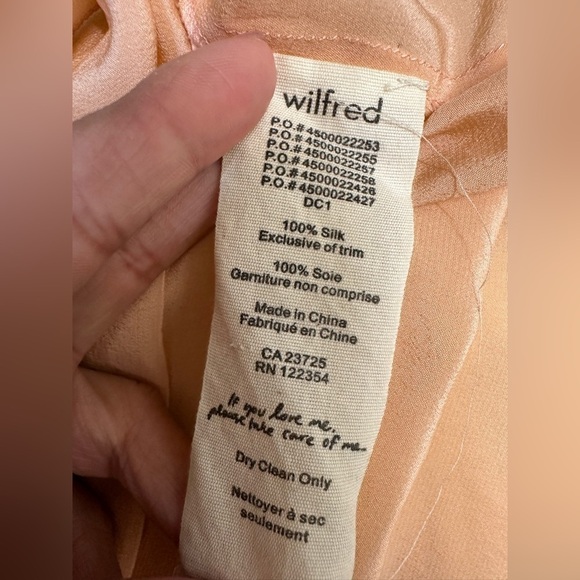 wilfred
P.O.# 4500022253
P.O.# 4500022255
P.O.# 4500022257
P.O.# 4500022258
P.O.# 4500022426
P.O.# 4500022427
DC1
100% Silk
Exclusive of trim
100% Soie
Garniture non comprise
Made in China
Fabriqué en Chine
CA 23725
RN 122354
If you love me,
please take care of me
Dry Clean Only
Nettoyer à sec
seulement